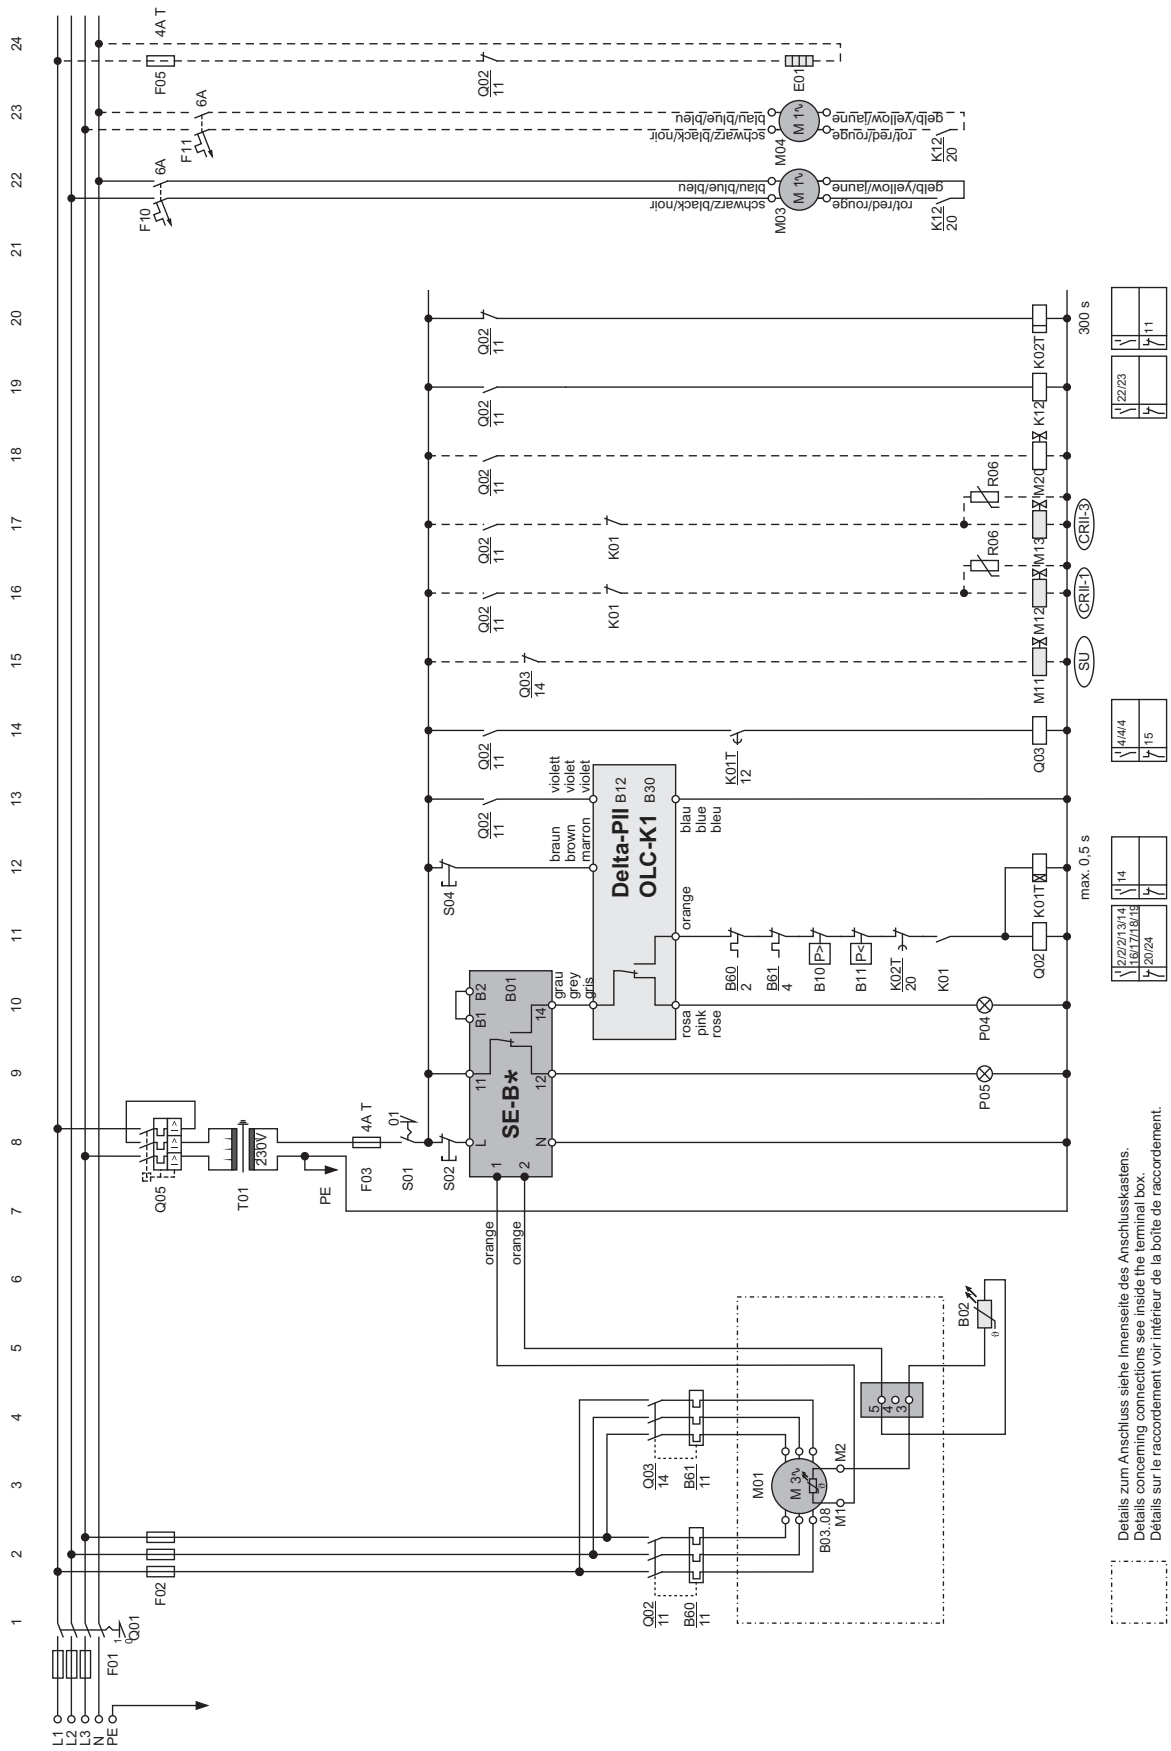 1
2
3
4
5
6
7
8
9
10
11
12
13
14
15
16
17
18
19
20
21
22
23
24
L1
L2
L3
N
PE
F01
1
0
Q01
F02
Q02
11
B60
11
Q03
14
B61
11
M01
M 3∿
ϑ
B03..08
M1
M2
5
4
3
B02
ϑ
orange
orange
Q05
I> I> I>
T01
230V
PE
F03
4A T
S01
01
S02
1
2
L
N
SE-B*
11
12
14
B1
B2
B01
P05
P04
grau
grey
gris
rosa
pink
rose
Delta-PII
OLC-K1
B12
B30
orange
S04
braun
brown
marron
violett
violet
violet
blau
blue
bleu
B60
2
B61
4
B10
P>
B11
P<
K02T
20
K01
Q02
K01T
max. 0,5 s
Q02
11
Q02
11
K01T
12
Q03
Q03
14
M11
SU
Q02
11
K01
R06
M12
CRII-1
Q02
11
K01
R06
M13
CRII-3
Q02
11
M20
Q02
11
K12
Q02
11
K02T
300 s
2/2/2/13/14
16/17/18/19
20/24
14
4/4/4
15
22/23
11
F10
6A
schwarz/black/noir
blau/blue/bleu
M03
M 1∿
rot/red/rouge
gelb/yellow/jaune
K12
20
F11
6A
schwarz/black/noir
blau/blue/bleu
M04
M 1∿
rot/red/rouge
gelb/yellow/jaune
K12
20
F05
4A T
Q02
11
E01
Details zum Anschluss siehe Innenseite des Anschlusskastens.
Details concerning connections see inside the terminal box.
Détails sur le raccordement voir intérieur de la boîte de raccordement.